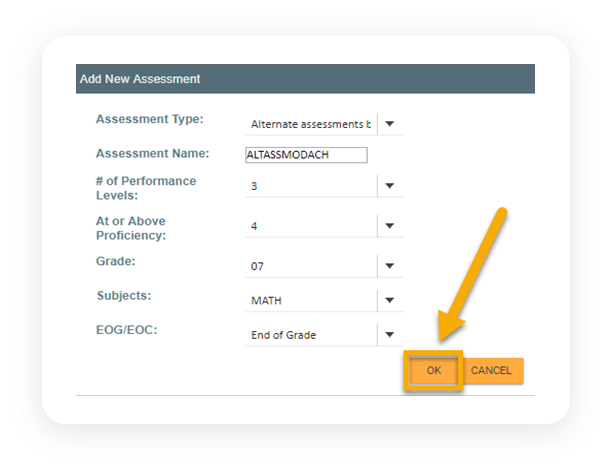 Add New Assessment
Assessment Type: Alternate assessments b
Assessment Name: ALTASSMODACH
# of Performance
Levels: 3
At or Above
Proficiency: 4
Grade: 07
Subjects: MATH
EOG/EOC: End of Grade
OK CANCEL